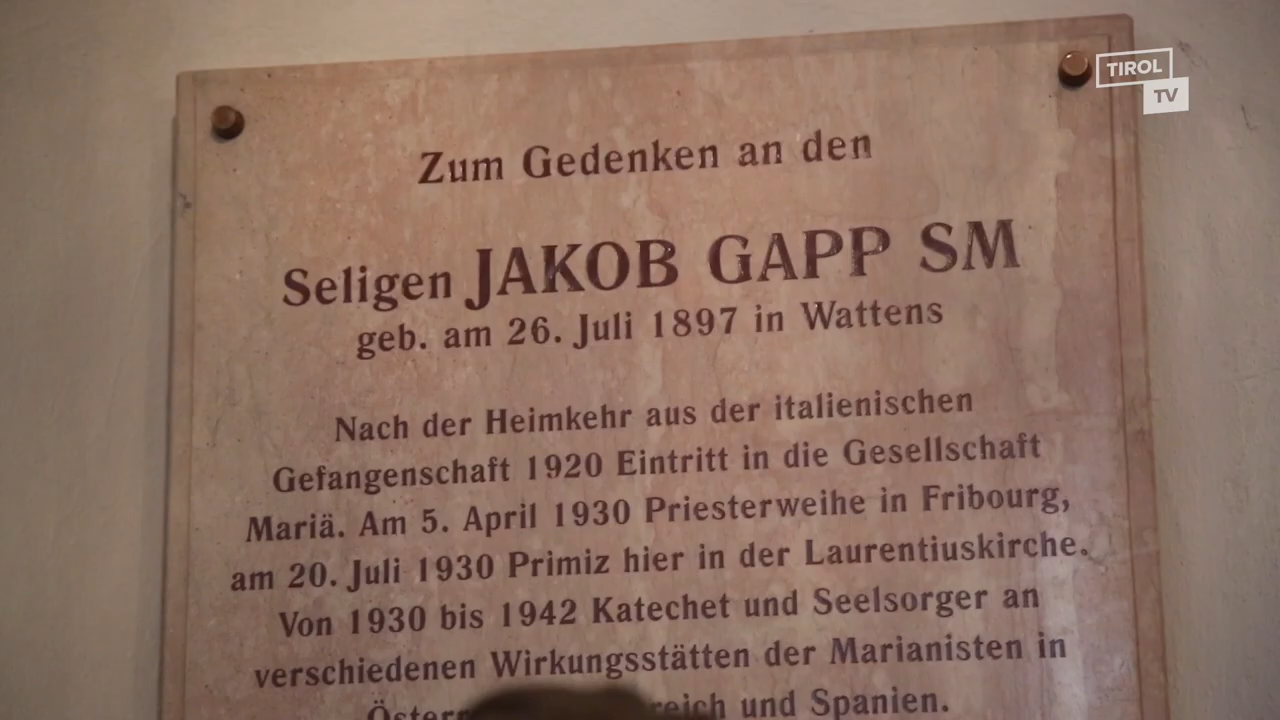 TIROL
TV
Zum Gedenken an den
Seligen JAKOB GAPP SM
geb. am 26. Juli 1897 in Wattens
Nach der Heimkehr aus der italienischen
Gefangenschaft 1920 Eintritt in die Gesellschaft
Mariä. Am 5. April 1930 Priesterweihe in Fribourg,
am 20. Juli 1930 Primiz hier in der Laurentiuskirche.
Von 1930 bis 1942 Katechet und Seelsorger an
verschiedenen Wirkungsstätten der Marianisten in
und Spanien.